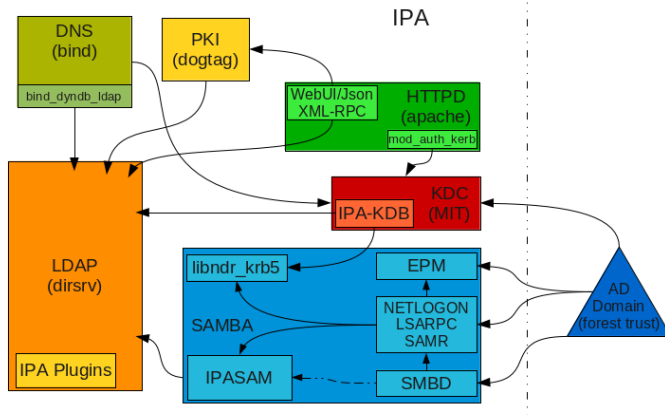 IPA
DNS
(bind)
bind_dyndb_ldap
PKI
(dogtag)
WebUI/Json
XML-RPC
HTTPD
(apache)
mod_auth_kerb
KDC
(MIT)
IPA-KDB
LDAP
(dirsrv)
IPA Plugins
libndr_krb5
EPM
SAMBA
NETLOGON
LSARPC
SAMR
IPASAM
SMBD
AD
Domain
(forest trust)